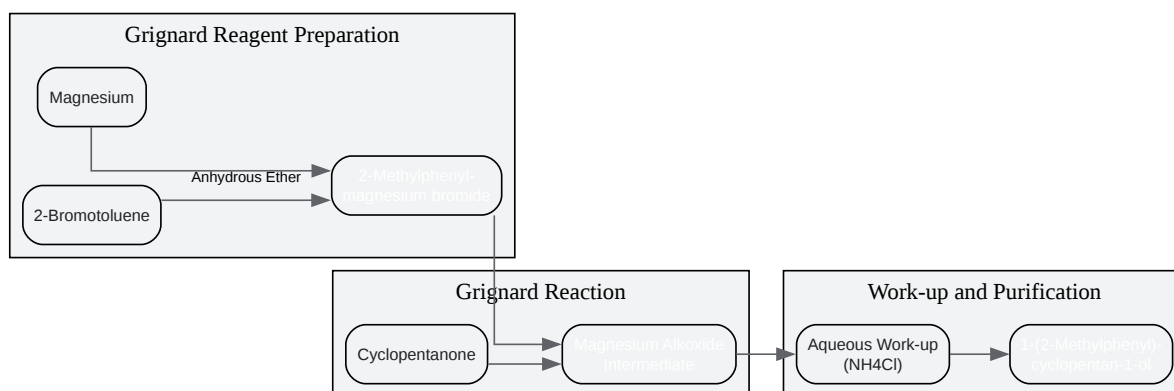 Grignard Reagent Preparation
Magnesium
Anhydrous Ether
2-Methylphenyl-
magnesium bromide
2-Bromotoluene
Grignard Reaction
Cyclopentanone
Magnesium Alkoxide
Intermediate
Work-up and Purification
Aqueous Work-up
(NH4Cl)
1-(2-Methylphenyl)-
cyclopentan-1-ol